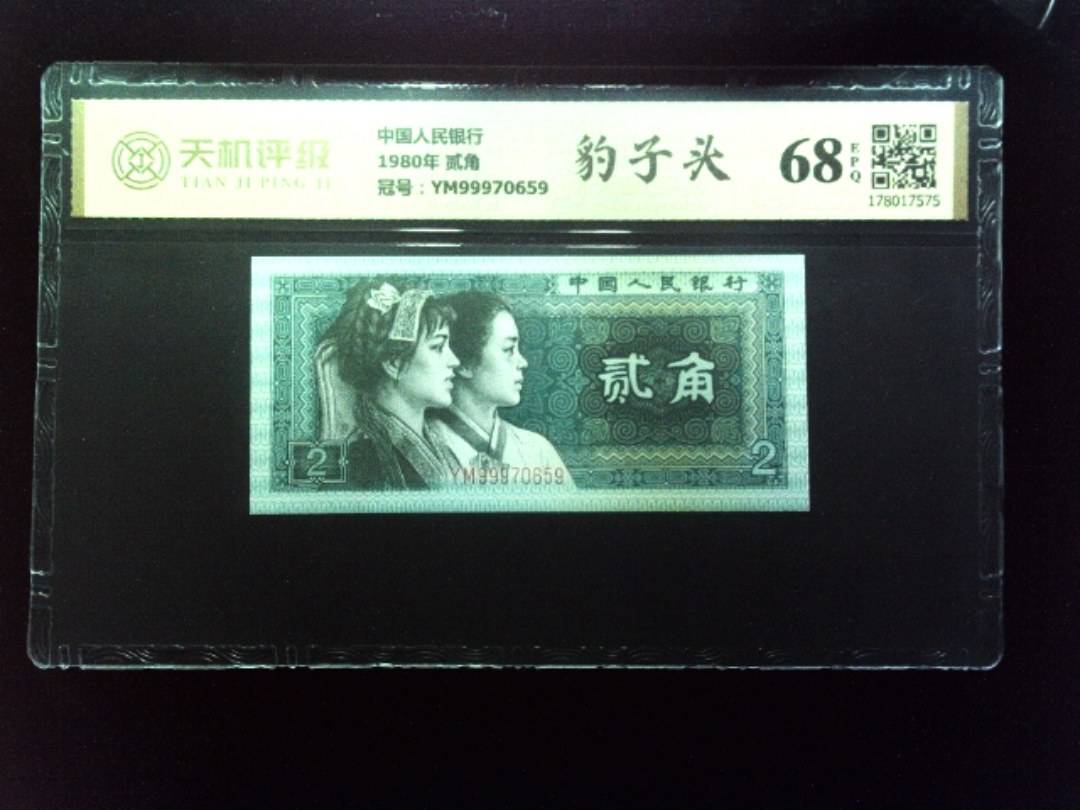 天机评级
TIAN JI PING JI
中国人民银行
1980年 贰角
冠号：YM99970659
豹子头
68
EPQ
178017575
中国人民银行
贰角
2
2
YM99970659